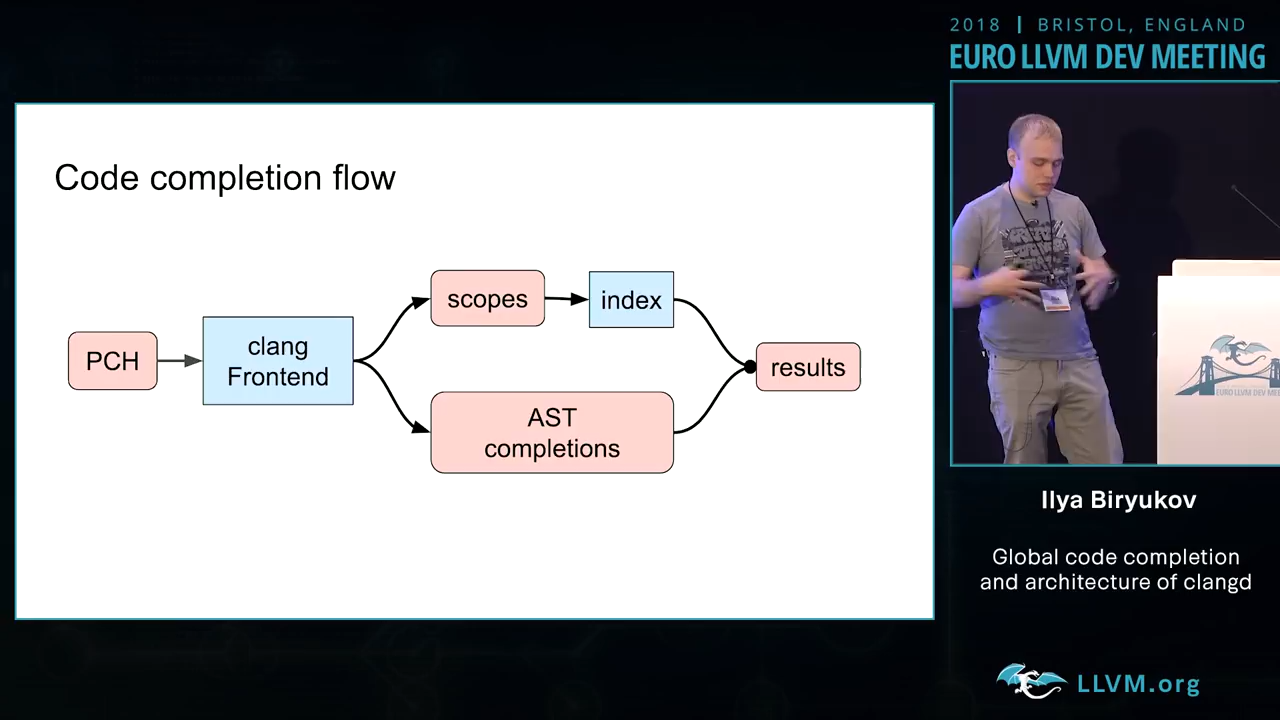 2018 | BRISTOL, ENGLAND
EURO LLVM DEV MEETING
Code completion flow
PCH
clang
Frontend
scopes
index
AST
completions
results
Ilya Biryukov
Global code completion
and architecture of clangd
LLVM.org